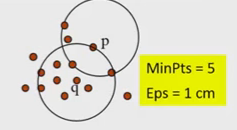 p
q
MinPts = 5
Eps = 1 cm